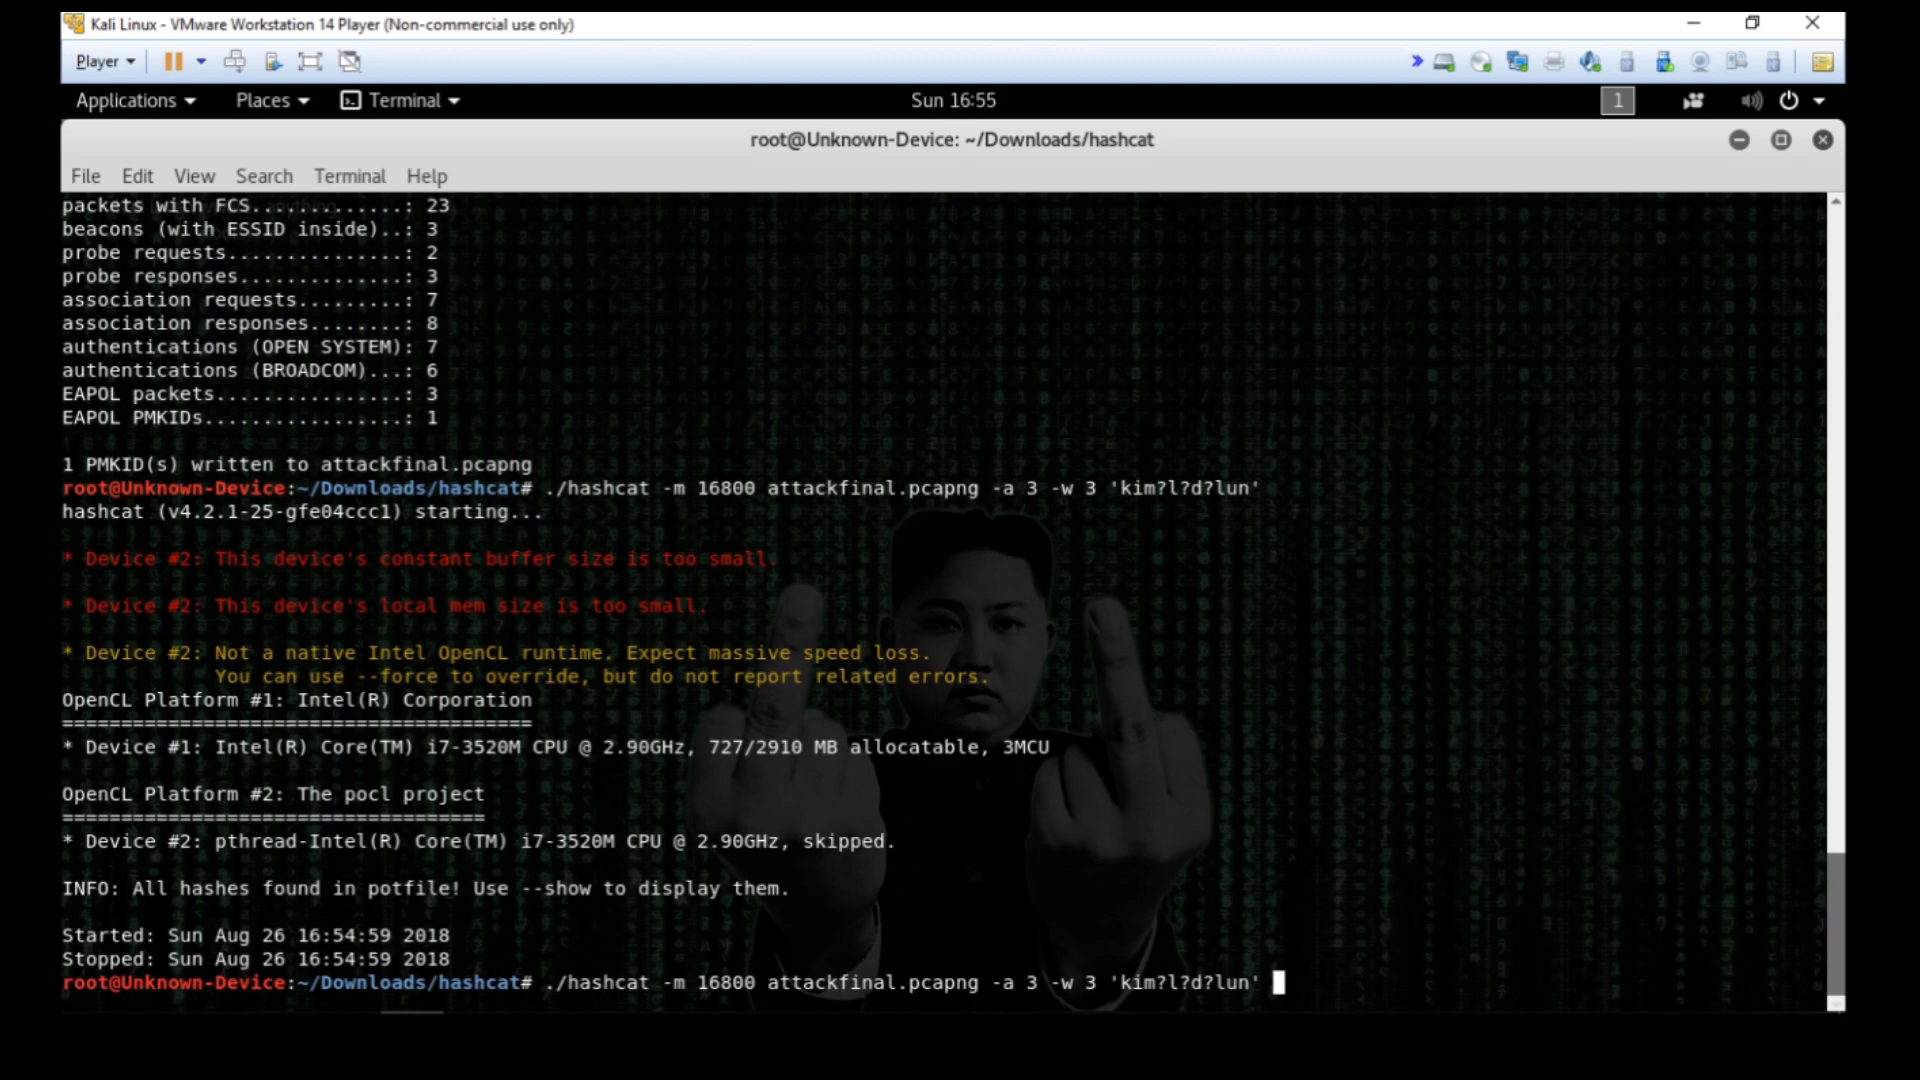 Kali Linux - VMware Workstation 14 Player (Non-commercial use only)
Player
Applications Places Terminal Sun 16:55 1
root@Unknown-Device: ~/Downloads/hashcat
File Edit View Search Terminal Help
packets with FCS.............: 23
beacons (with ESSID inside)..: 3
probe requests...............: 2
probe responses..............: 3
association requests.........: 7
association responses........: 8
authentications (OPEN SYSTEM): 7
authentications (BROADCOM)...: 6
EAPOL packets................: 3
EAPOL PMKIDs.................: 1
1 PMKID(s) written to attackfinal.pcapng
root@Unknown-Device:~/Downloads/hashcat# ./hashcat -m 16800 attackfinal.pcapng -a 3 -w 3 'kim?l?d?lun'
hashcat (v4.2.1-25-gfe04ccc1) starting...
* Device #2: This device's constant buffer size is too small.
* Device #2: This device's local mem size is too small.
* Device #2: Not a native Intel OpenCL runtime. Expect massive speed loss.
You can use --force to override, but do not report related errors.
OpenCL Platform #1: Intel(R) Corporation
========================================
* Device #1: Intel(R) Core(TM) i7-3520M CPU @ 2.90GHz, 727/2910 MB allocatable, 3MCU
OpenCL Platform #2: The pocl project
====================================
* Device #2: pthread-Intel(R) Core(TM) i7-3520M CPU @ 2.90GHz, skipped.
INFO: All hashes found in potfile! Use --show to display them.
Started: Sun Aug 26 16:54:59 2018
Stopped: Sun Aug 26 16:54:59 2018
root@Unknown-Device:~/Downloads/hashcat# ./hashcat -m 16800 attackfinal.pcapng -a 3 -w 3 'kim?l?d?lun'